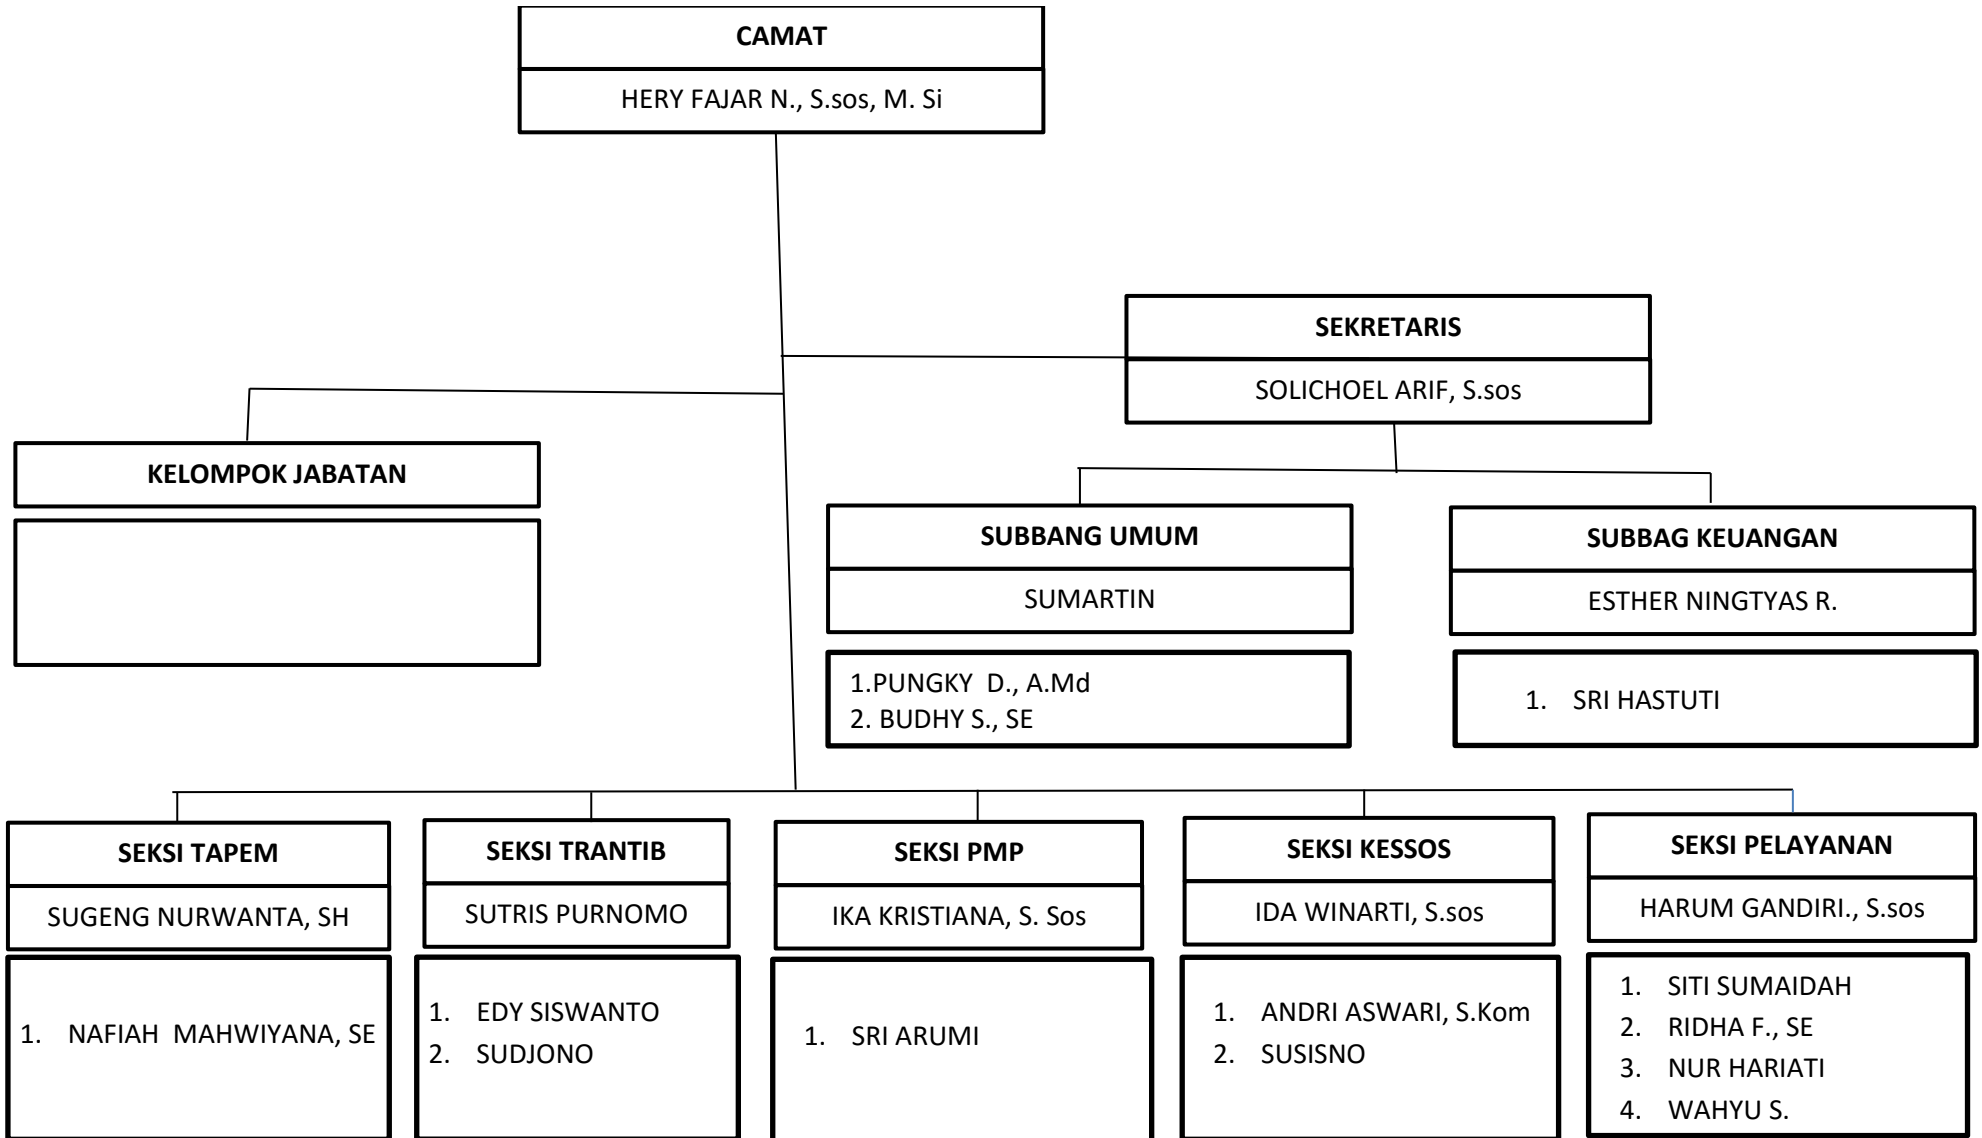 CAMAT
HERY FAJAR N., S.sos, M. Si
SEKRETARIS
SOLICHOEL ARIF, S.sos
KELOMPOK JABATAN
SUBBANG UMUM
SUMARTIN
1.PUNGKY  D., A.Md
2. BUDHY S., SE
SUBBAG KEUANGAN
ESTHER NINGTYAS R.
1. SRI HASTUTI
SEKSI TAPEM
SUGENG NURWANTA, SH
1. NAFIAH  MAHWIYANA, SE
SEKSI TRANTIB
SUTRIS PURNOMO
1. EDY SISWANTO
2. SUDJONO
SEKSI PMP
IKA KRISTIANA, S. Sos
1. SRI ARUMI
SEKSI KESSOS
IDA WINARTI, S.sos
1. ANDRI ASWARI, S.Kom
2. SUSISNO
SEKSI PELAYANAN
HARUM GANDIRI., S.sos
1. SITI SUMAIDAH
2. RIDHA F., SE
3. NUR HARIATI
4. WAHYU S.